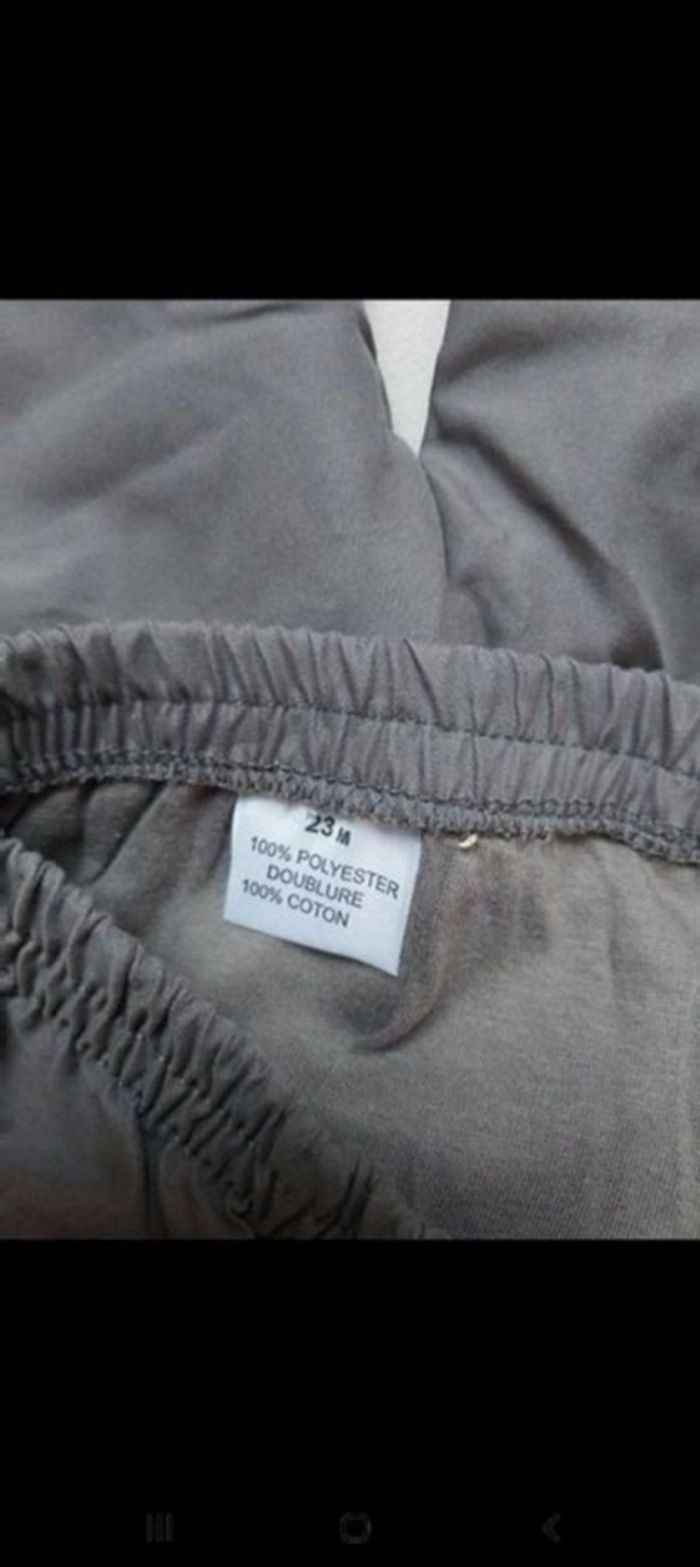 23 M
100% POLYESTER
DOUBLURE
100% COTON